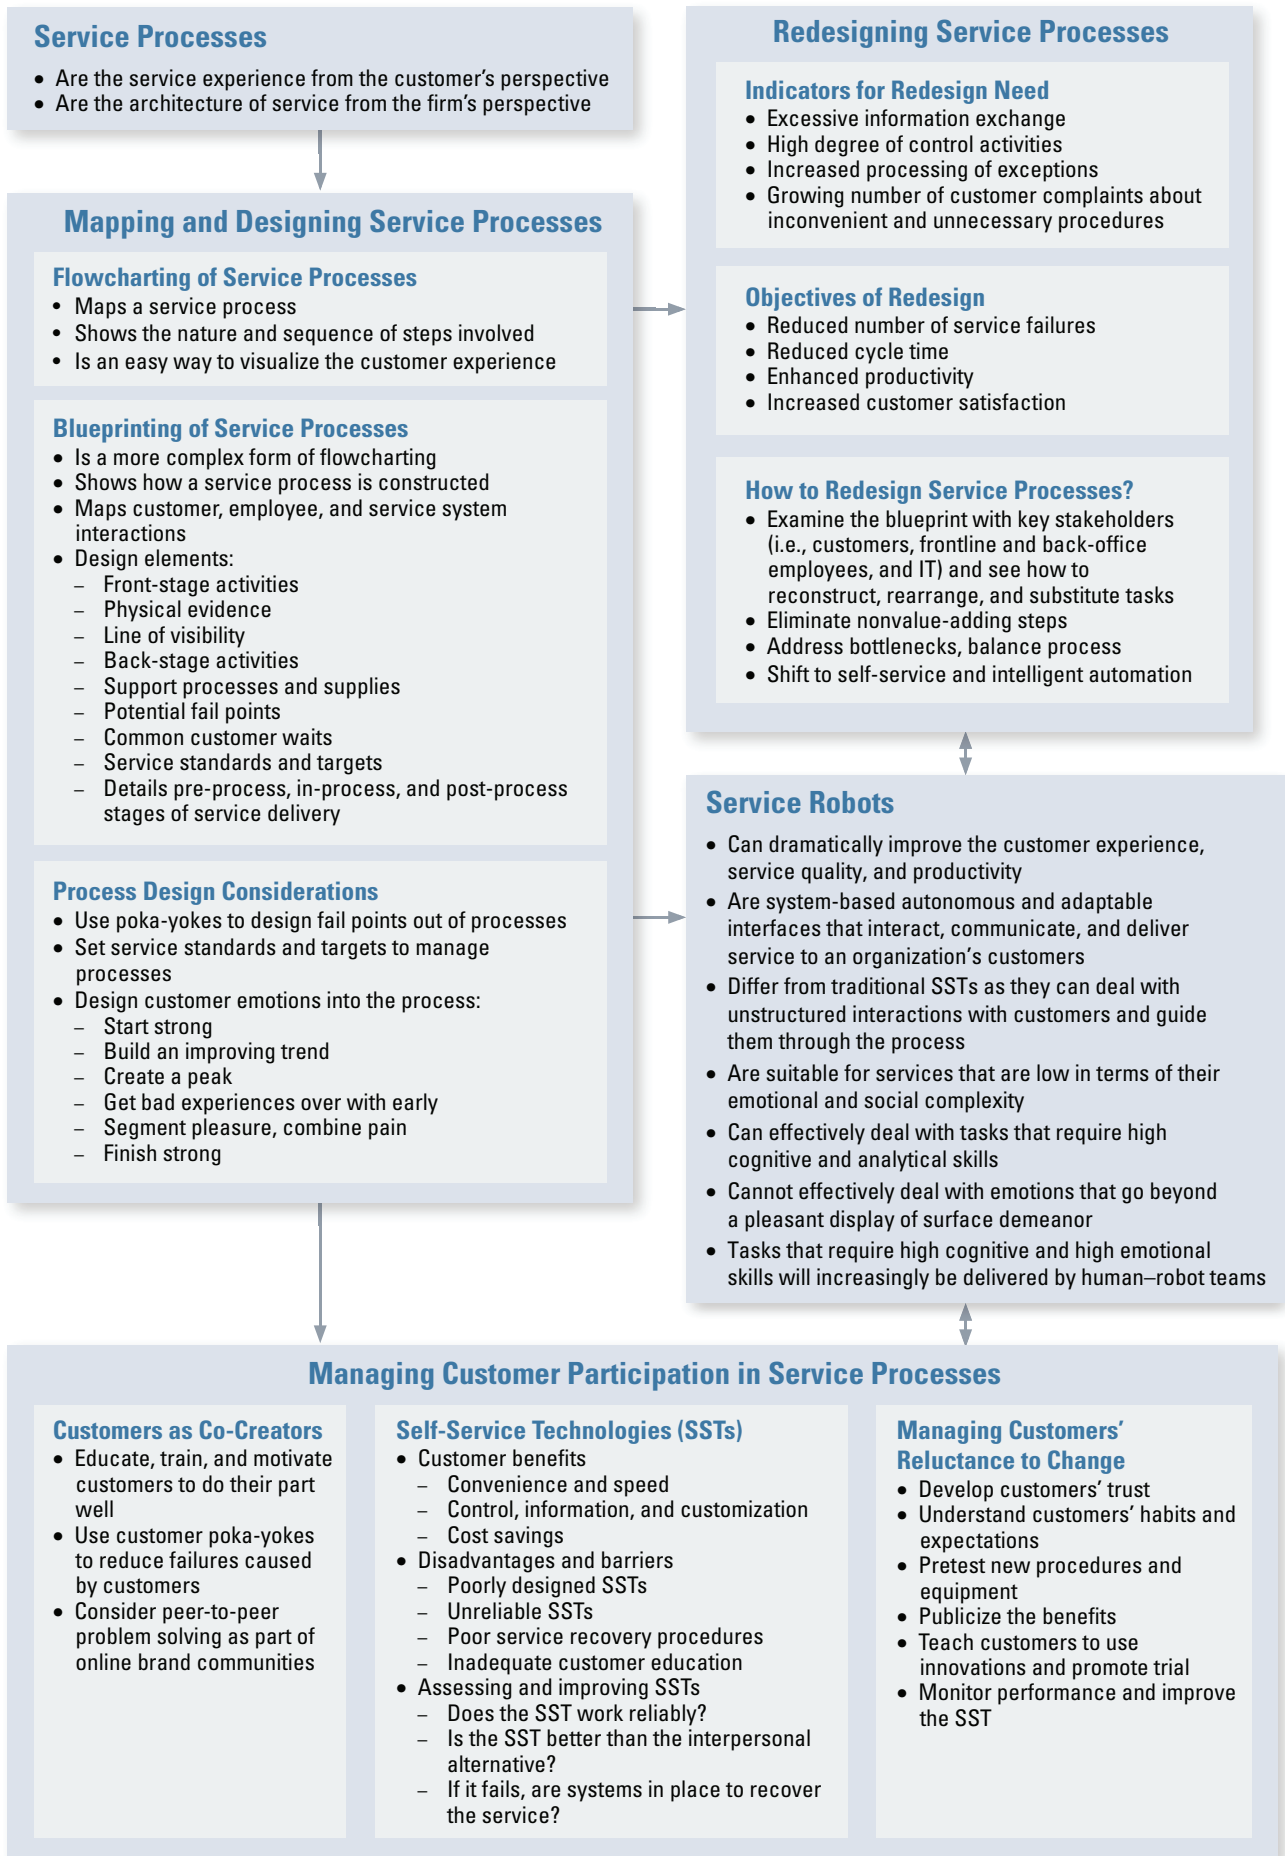 Service Processes
• Are the service experience from the customer's perspective
• Are the architecture of service from the firm's perspective
Mapping and Designing Service Processes
Flowcharting of Service Processes
• Maps a service process
• Shows the nature and sequence of steps involved
• Is an easy way to visualize the customer experience
Blueprinting of Service Processes
• Is a more complex form of flowcharting
• Shows how a service process is constructed
• Maps customer, employee, and service system
interactions
• Design elements:
– Front-stage activities
– Physical evidence
– Line of visibility
– Back-stage activities
– Support processes and supplies
– Potential fail points
– Common customer waits
– Service standards and targets
– Details pre-process, in-process, and post-process
stages of service delivery
Process Design Considerations
• Use poka-yokes to design fail points out of processes
• Set service standards and targets to manage
processes
• Design customer emotions into the process:
– Start strong
– Build an improving trend
– Create a peak
– Get bad experiences over with early
– Segment pleasure, combine pain
– Finish strong
Redesigning Service Processes
Indicators for Redesign Need
• Excessive information exchange
• High degree of control activities
• Increased processing of exceptions
• Growing number of customer complaints about
inconvenient and unnecessary procedures
Objectives of Redesign
• Reduced number of service failures
• Reduced cycle time
• Enhanced productivity
• Increased customer satisfaction
How to Redesign Service Processes?
• Examine the blueprint with key stakeholders
(i.e., customers, frontline and back-office
employees, and IT) and see how to
reconstruct, rearrange, and substitute tasks
• Eliminate nonvalue-adding steps
• Address bottlenecks, balance process
• Shift to self-service and intelligent automation
Service Robots
• Can dramatically improve the customer experience,
service quality, and productivity
• Are system-based autonomous and adaptable
interfaces that interact, communicate, and deliver
service to an organization's customers
• Differ from traditional SSTs as they can deal with
unstructured interactions with customers and guide
them through the process
• Are suitable for services that are low in terms of their
emotional and social complexity
• Can effectively deal with tasks that require high
cognitive and analytical skills
• Cannot effectively deal with emotions that go beyond
a pleasant display of surface demeanor
• Tasks that require high cognitive and high emotional
skills will increasingly be delivered by human–robot teams
Managing Customer Participation in Service Processes
Customers as Co-Creators
• Educate, train, and motivate
customers to do their part
well
• Use customer poka-yokes
to reduce failures caused
by customers
• Consider peer-to-peer
problem solving as part of
online brand communities
Self-Service Technologies (SSTs)
• Customer benefits
– Convenience and speed
– Control, information, and customization
– Cost savings
• Disadvantages and barriers
– Poorly designed SSTs
– Unreliable SSTs
– Poor service recovery procedures
– Inadequate customer education
• Assessing and improving SSTs
– Does the SST work reliably?
– Is the SST better than the interpersonal
alternative?
– If it fails, are systems in place to recover
the service?
Managing Customers'
Reluctance to Change
• Develop customers' trust
• Understand customers' habits and
expectations
• Pretest new procedures and
equipment
• Publicize the benefits
• Teach customers to use
innovations and promote trial
• Monitor performance and improve
the SST